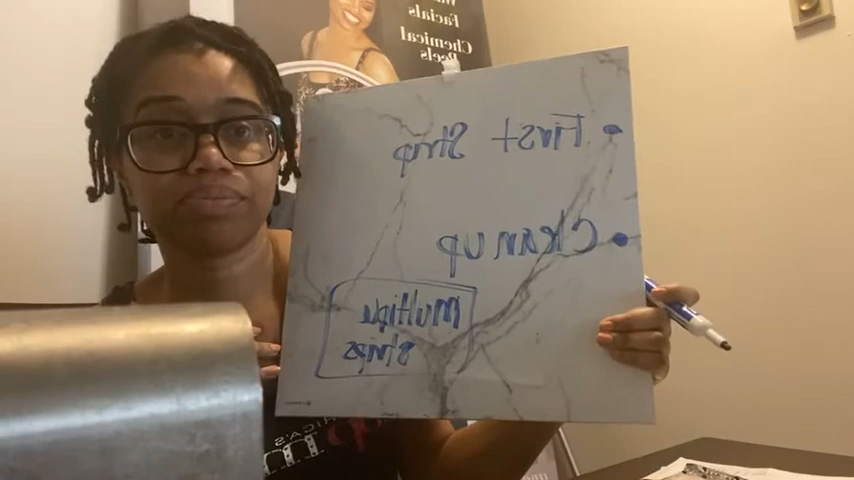 Facials
Chemical
Peels
• First Strip
• Clean up
Multiple
strips